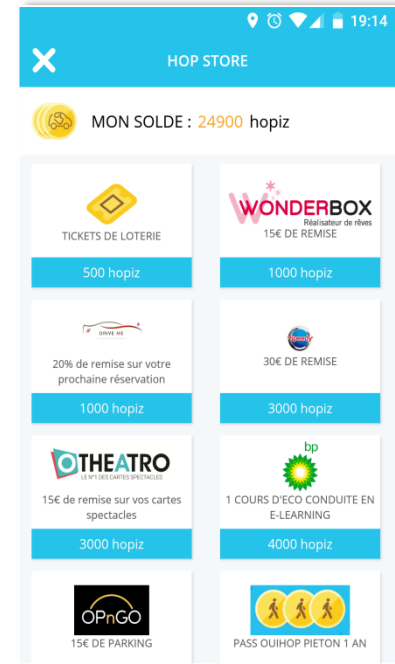 19:14
HOP STORE
MON SOLDE : 24900 hopiz
TICKETS DE LOTERIE
500 hopiz
WONDERBOX
Réalisateur de rêves
15€ DE REMISE
1000 hopiz
DRIVE ME
20% de remise sur votre
prochaine réservation
1000 hopiz
Speedy
30€ DE REMISE
3000 hopiz
OTHEATRO
LE N°1 DES CARTES SPECTACLES
15€ de remise sur vos cartes
spectacles
3000 hopiz
bp
1 COURS D'ECO CONDUITE EN
E-LEARNING
4000 hopiz
OPnGO
15€ DE PARKING
PASS OUIHOP PIETON 1 AN